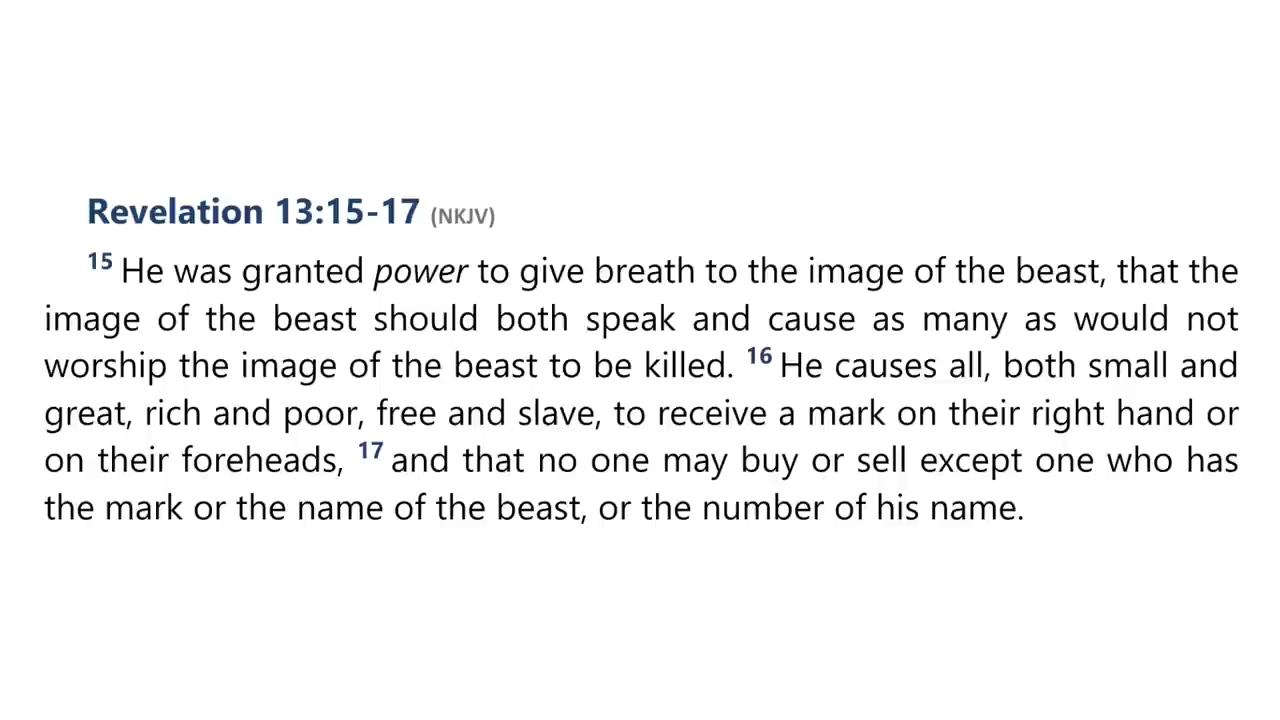 Revelation 13:15-17 (NKJV)
15 He was granted power to give breath to the image of the beast, that the
image of the beast should both speak and cause as many as would not
worship the image of the beast to be killed. 16 He causes all, both small and
great, rich and poor, free and slave, to receive a mark on their right hand or
on their foreheads, 17 and that no one may buy or sell except one who has
the mark or the name of the beast, or the number of his name.